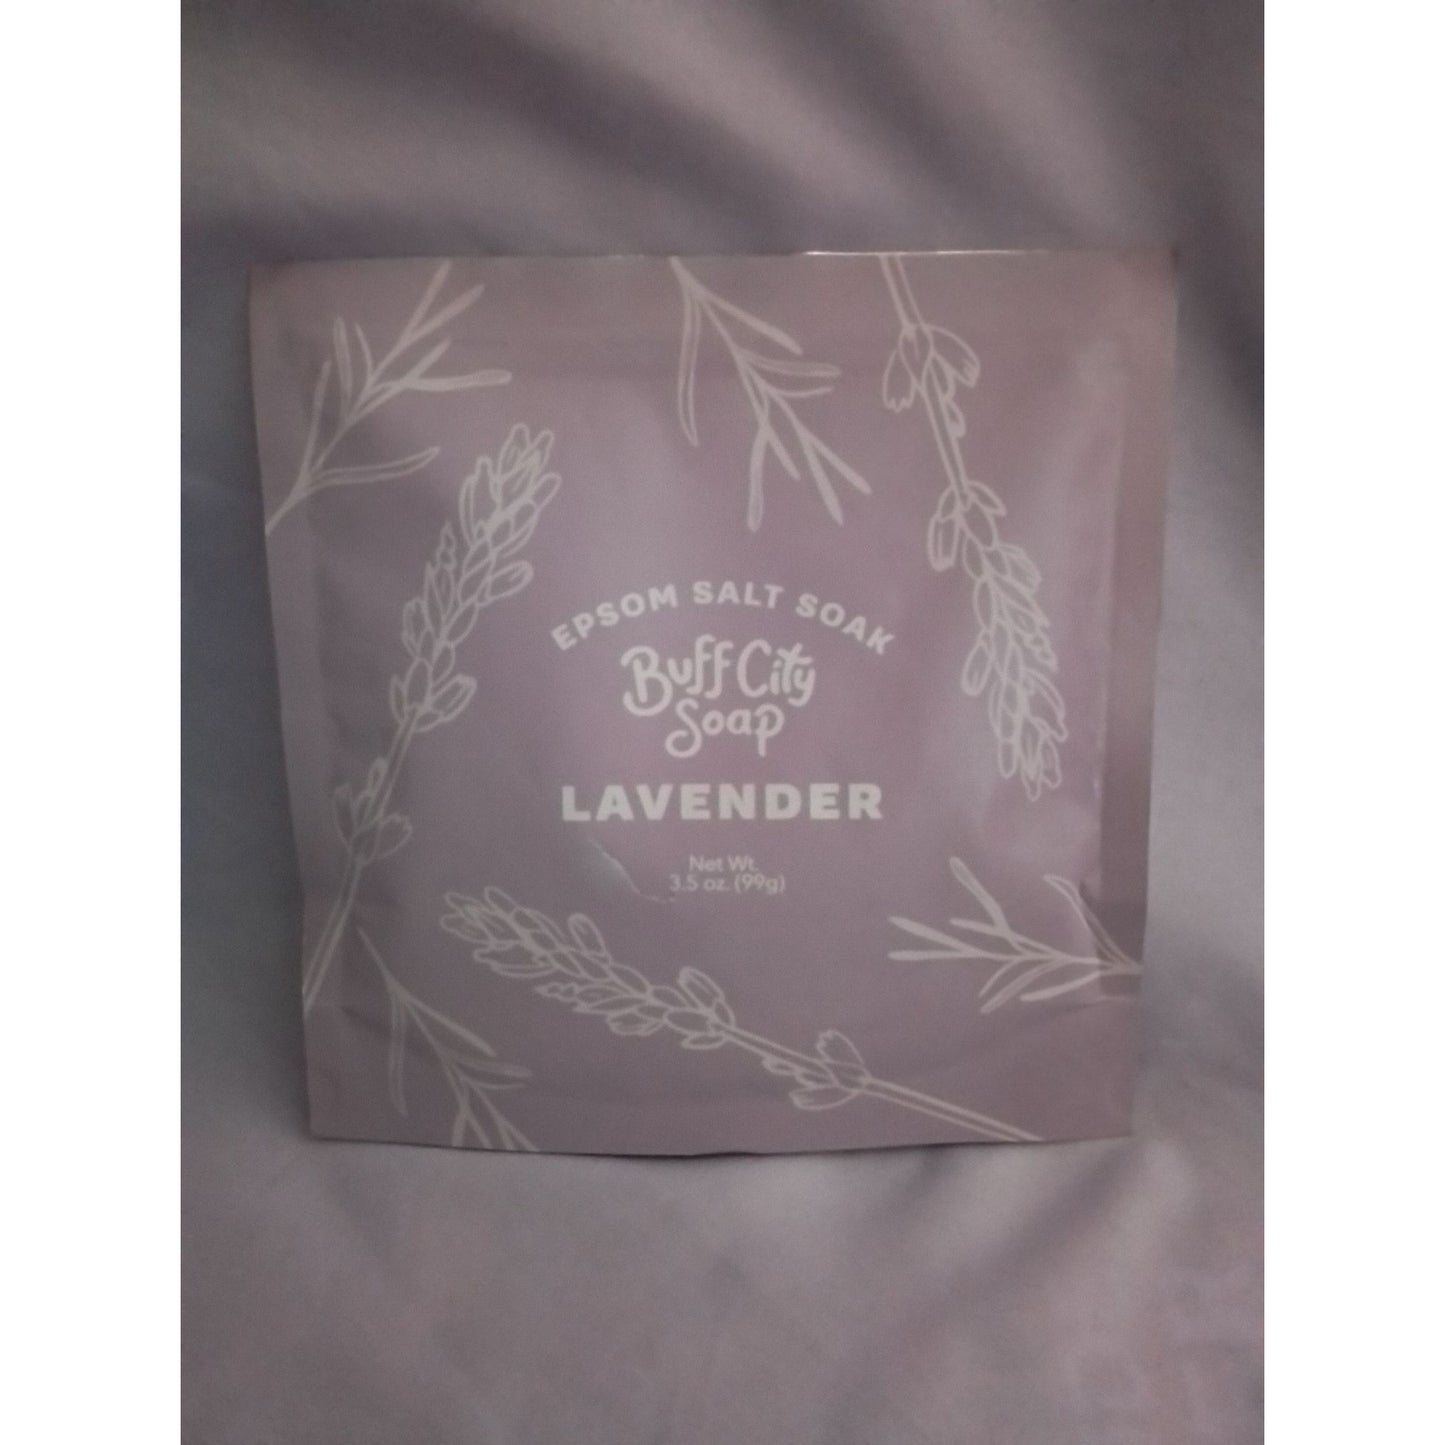 EPSOM SALT SOAK
Buff City
Soap
LAVENDER
Net Wt.
3.5 oz. (99g)